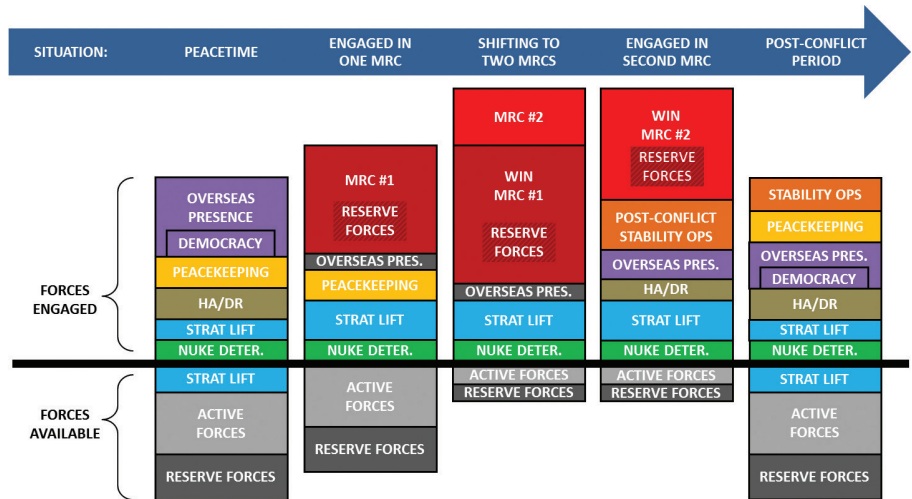 SITUATION:
PEACETIME
ENGAGED IN
ONE MRC
SHIFTING TO
TWO MRCS
ENGAGED IN
SECOND MRC
POST-CONFLICT
PERIOD
FORCES
ENGAGED
FORCES
AVAILABLE
OVERSEAS
PRESENCE
DEMOCRACY
PEACEKEEPING
HA/DR
STRAT LIFT
NUKE DETER.
STRAT LIFT
ACTIVE
FORCES
RESERVE FORCES
MRC #1
RESERVE
FORCES
OVERSEAS PRES.
PEACEKEEPING
STRAT LIFT
NUKE DETER.
ACTIVE
FORCES
RESERVE FORCES
MRC #2
WIN
MRC #1
RESERVE
FORCES
OVERSEAS PRES.
STRAT LIFT
NUKE DETER.
ACTIVE FORCES
RESERVE FORCES
WIN
MRC #2
RESERVE
FORCES
POST-CONFLICT
STABILITY OPS
OVERSEAS PRES.
HA/DR
STRAT LIFT
NUKE DETER.
ACTIVE FORCES
RESERVE FORCES
STABILITY OPS
PEACEKEEPING
OVERSEAS PRES.
DEMOCRACY
HA/DR
STRAT LIFT
NUKE DETER.
STRAT LIFT
ACTIVE
FORCES
RESERVE FORCES